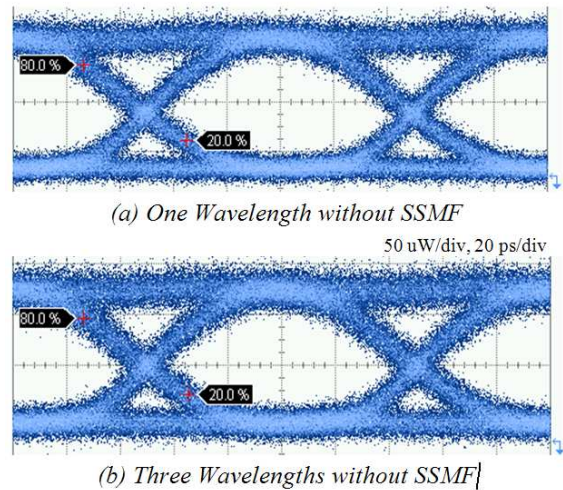 80.0 %
20.0 %
(a) One Wavelength without SSMF
50 uW/div, 20 ps/div
80.0 %
20.0 %
(b) Three Wavelengths without SSMF